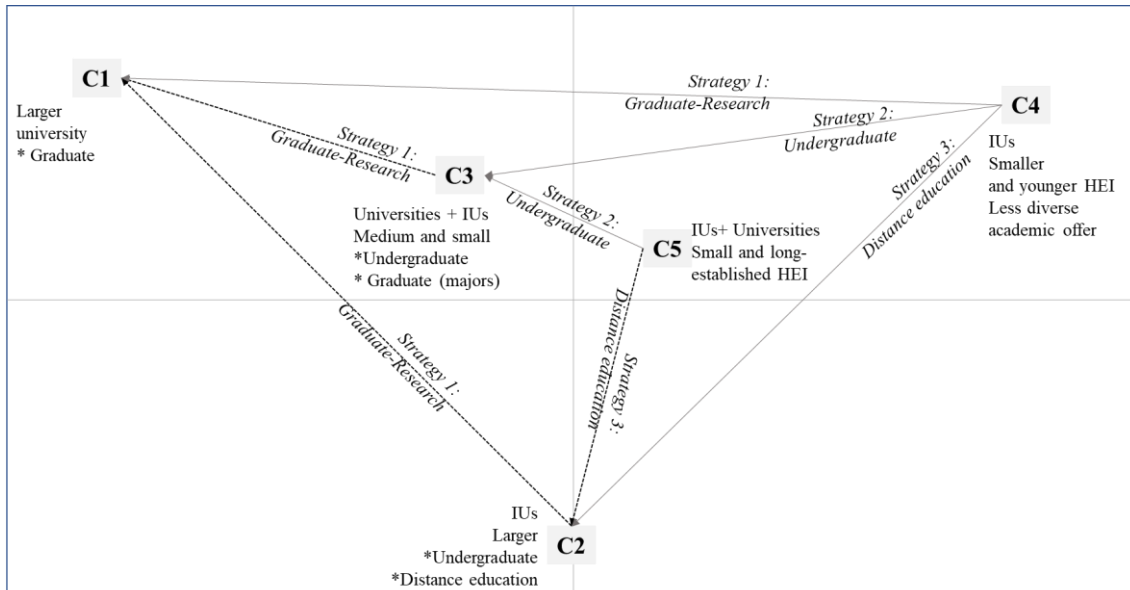 C1
Larger
university
* Graduate
Strategy 1:
Graduate-Research
C4
IUs
Smaller
and younger HEI
Less diverse
academic offer
Strategy 2:
Undergraduate
Strategy 3:
Distance education
Strategy 1:
Graduate-Research
C3
Universities + IUs
Medium and small
*Undergraduate
* Graduate (majors)
Strategy 2:
Undergraduate
C5
IUs+ Universities
Small and long-
established HEI
Strategy 1:
Graduate-Research
Strategy 3:
Distance education
IUs
Larger
*Undergraduate
*Distance education
C2